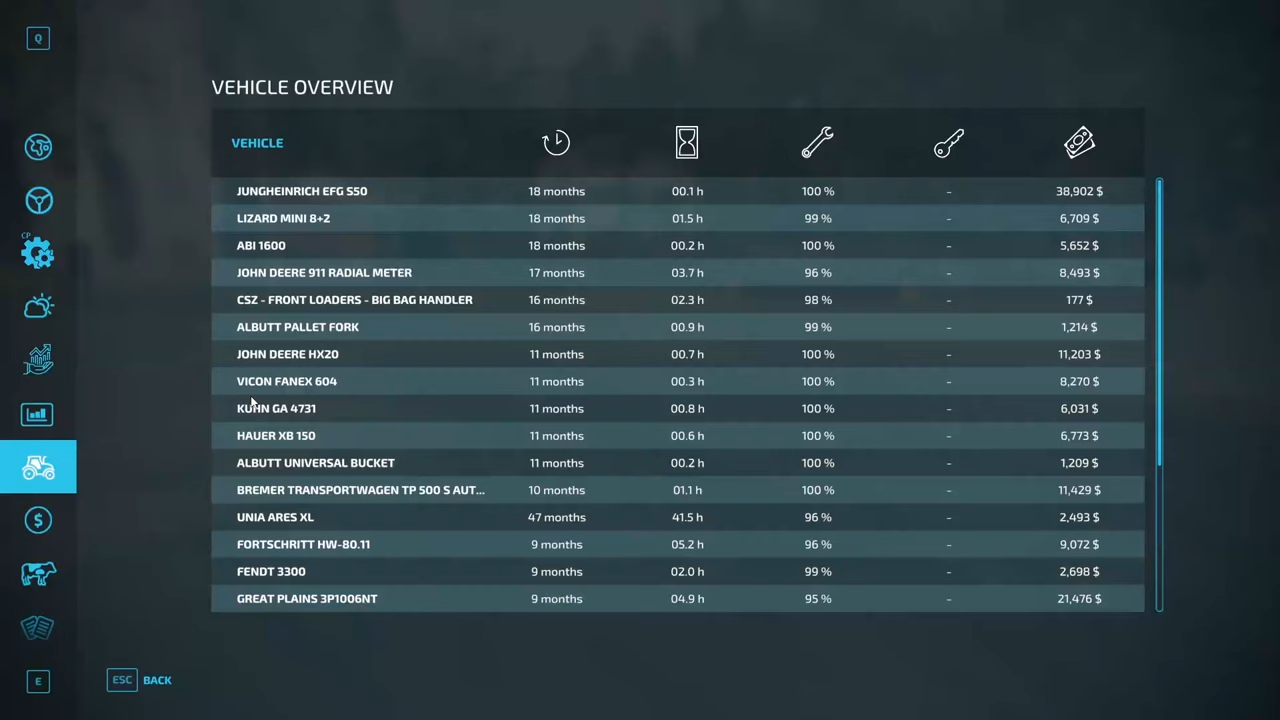 Q
VEHICLE OVERVIEW
VEHICLE
JUNGHEINRICH EFG S50 18 months 00.1 h 100 % - 38,902 $
LIZARD MINI 8+2 18 months 01.5 h 99 % - 6,709 $
ABI 1600 18 months 00.2 h 100 % - 5,652 $
JOHN DEERE 911 RADIAL METER 17 months 03.7 h 96 % - 8,493 $
CSZ - FRONT LOADERS - BIG BAG HANDLER 16 months 02.3 h 98 % - 177 $
ALBUTT PALLET FORK 16 months 00.9 h 99 % - 1,214 $
JOHN DEERE HX20 11 months 00.7 h 100 % - 11,203 $
VICON FANEX 604 11 months 00.3 h 100 % - 8,270 $
KUHN GA 4731 11 months 00.8 h 100 % - 6,031 $
HAUER XB 150 11 months 00.6 h 100 % - 6,773 $
ALBUTT UNIVERSAL BUCKET 11 months 00.2 h 100 % - 1,209 $
BREMER TRANSPORTWAGEN TP 500 S AUT... 10 months 01.1 h 100 % - 11,429 $
UNIA ARES XL 47 months 41.5 h 96 % - 2,493 $
FORTSCHRITT HW-80.11 9 months 05.2 h 96 % - 9,072 $
FENDT 3300 9 months 02.0 h 99 % - 2,698 $
GREAT PLAINS 3P1006NT 9 months 04.9 h 95 % - 21,476 $
CP
$
E
ESC BACK